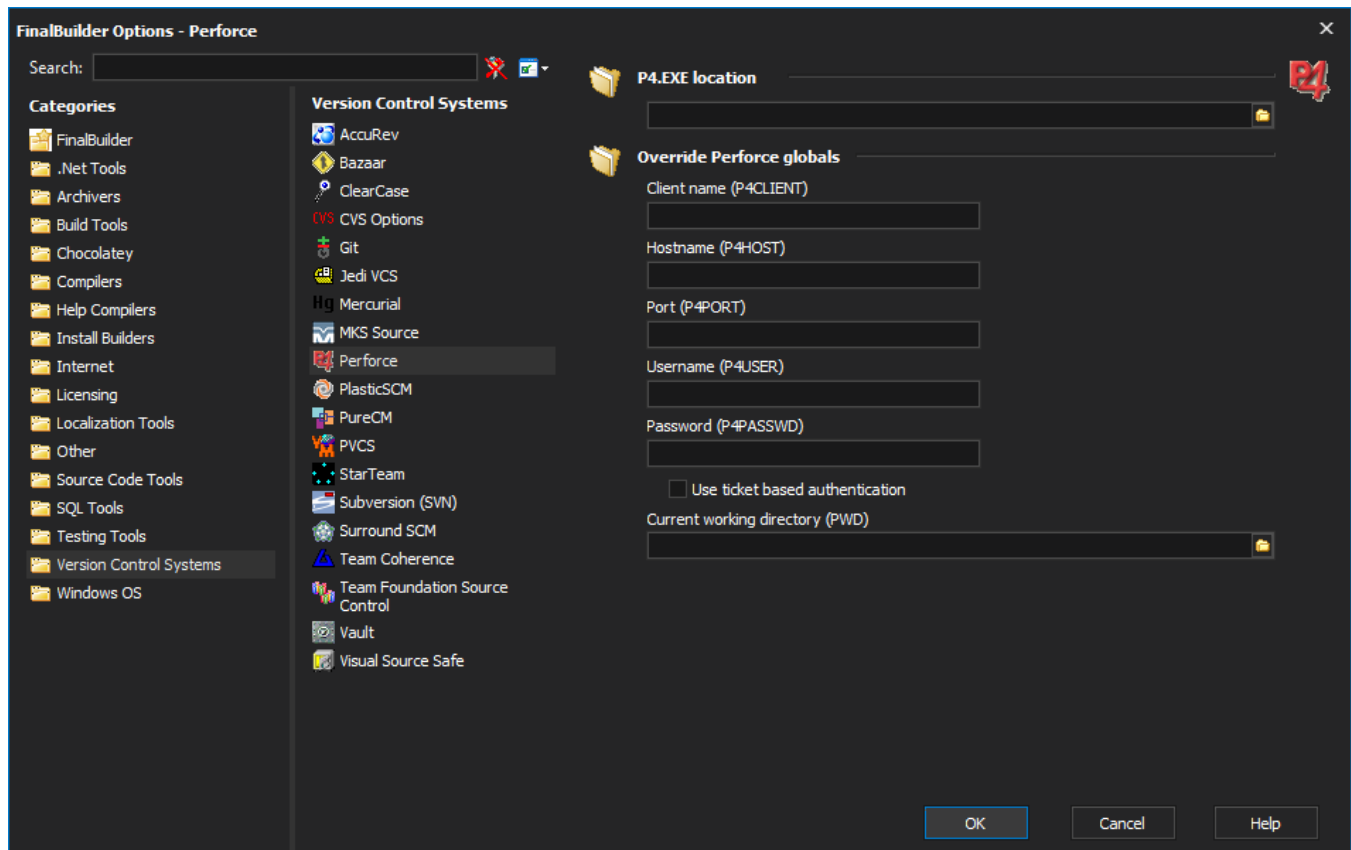 FinalBuilder Options - Perforce
Search:
Categories
FinalBuilder
.Net Tools
Archivers
Build Tools
Chocolatey
Compilers
Help Compilers
Install Builders
Internet
Licensing
Localization Tools
Other
Source Code Tools
SQL Tools
Testing Tools
Version Control Systems
Windows OS
Version Control Systems
AccuRev
Bazaar
ClearCase
CVS CVS Options
Git
Jedi VCS
Hg Mercurial
MKS Source
P4 Perforce
PlasticSCM
PureCM
PVCS
StarTeam
Subversion (SVN)
Surround SCM
Team Coherence
Team Foundation Source
Control
Vault
Visual Source Safe
P4.EXE location
P4
Override Perforce globals
Client name (P4CLIENT)
Hostname (P4HOST)
Port (P4PORT)
Username (P4USER)
Password (P4PASSWD)
Use ticket based authentication
Current working directory (PWD)
OK
Cancel
Help